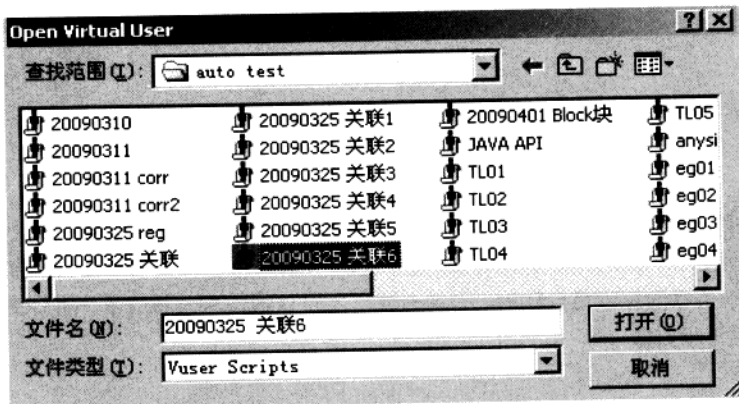 Open Virtual User
查找范围(I): auto test
20090310 20090325 关联1 20090401 Block块 TL05
20090311 20090325 关联2 JAVA API anysi
20090311 corr 20090325 关联3 TL01 eg01
20090311 corr2 20090325 关联4 TL02 eg02
20090325 reg 20090325 关联5 TL03 eg03
20090325 关联 20090325 关联6 TL04 eg04
文件名(N): 20090325 关联6 打开(O)
文件类型(T): Vuser Scripts 取消